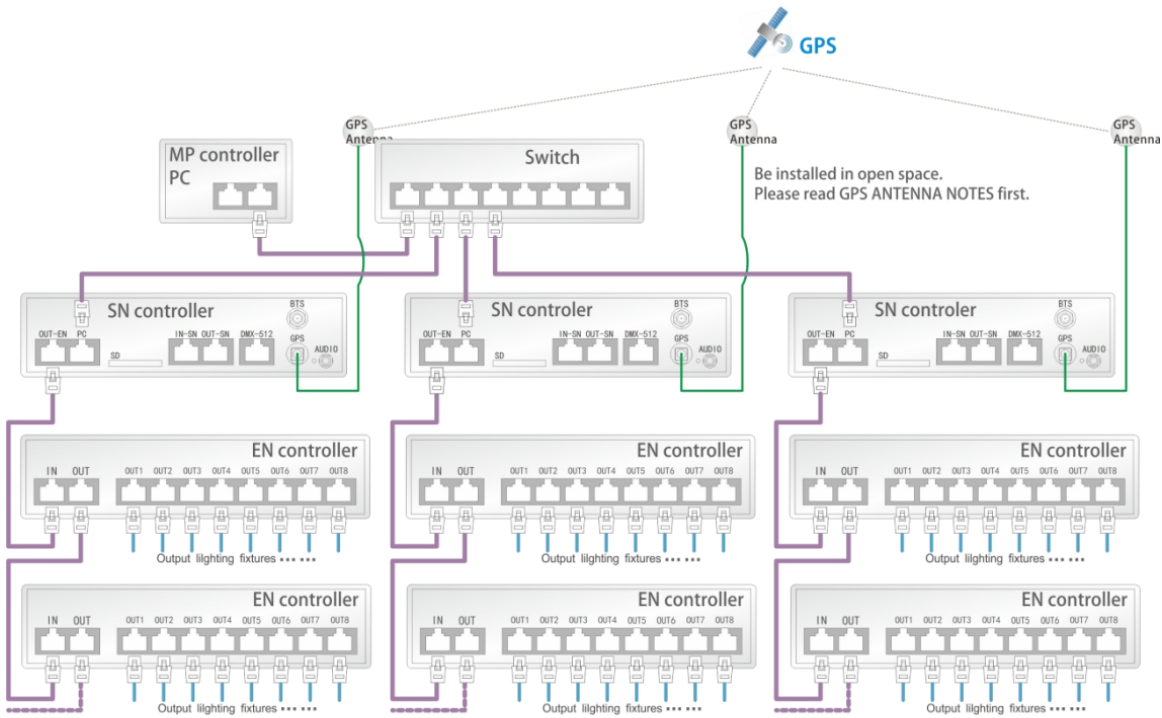 GPS
GPS
Antenna
GPS
Antenna
GPS
Antenna
MP controller
PC
Switch
Be installed in open space.
Please read GPS ANTENNA NOTES first.
SN controller
BTS
OUT-EN PC
IN-SN OUT-SN
DMX-512
GPS
AUDIO
SD
SN controler
BTS
OUT-EN PC
IN-SN OUT-SN
DMX-512
GPS
AUDIO
SD
SN controller
BTS
OUT-EN PC
IN-SN OUT-SN
DMX-512
GPS
AUDIO
SD
EN controller
IN OUT
OUT1 OUT2 OUT3 OUT4 OUT5 OUT6 OUT7 OUT8
Output lilghting fixtures ··· ···
EN controller
IN OUT
OUT1 OUT2 OUT3 OUT4 OUT5 OUT6 OUT7 OUT8
Output lilghting fixtures ··· ···
EN controller
IN OUT
OUT1 OUT2 OUT3 OUT4 OUT5 OUT6 OUT7 OUT8
Output lilghting fixtures ··· ···
EN controller
IN OUT
OUT1 OUT2 OUT3 OUT4 OUT5 OUT6 OUT7 OUT8
Output lilghting fixtures ··· ···
EN controller
IN OUT
OUT1 OUT2 OUT3 OUT4 OUT5 OUT6 OUT7 OUT8
Output lilghting fixtures ··· ···
EN controller
IN OUT
OUT1 OUT2 OUT3 OUT4 OUT5 OUT6 OUT7 OUT8
Output lilghting fixtures ··· ···